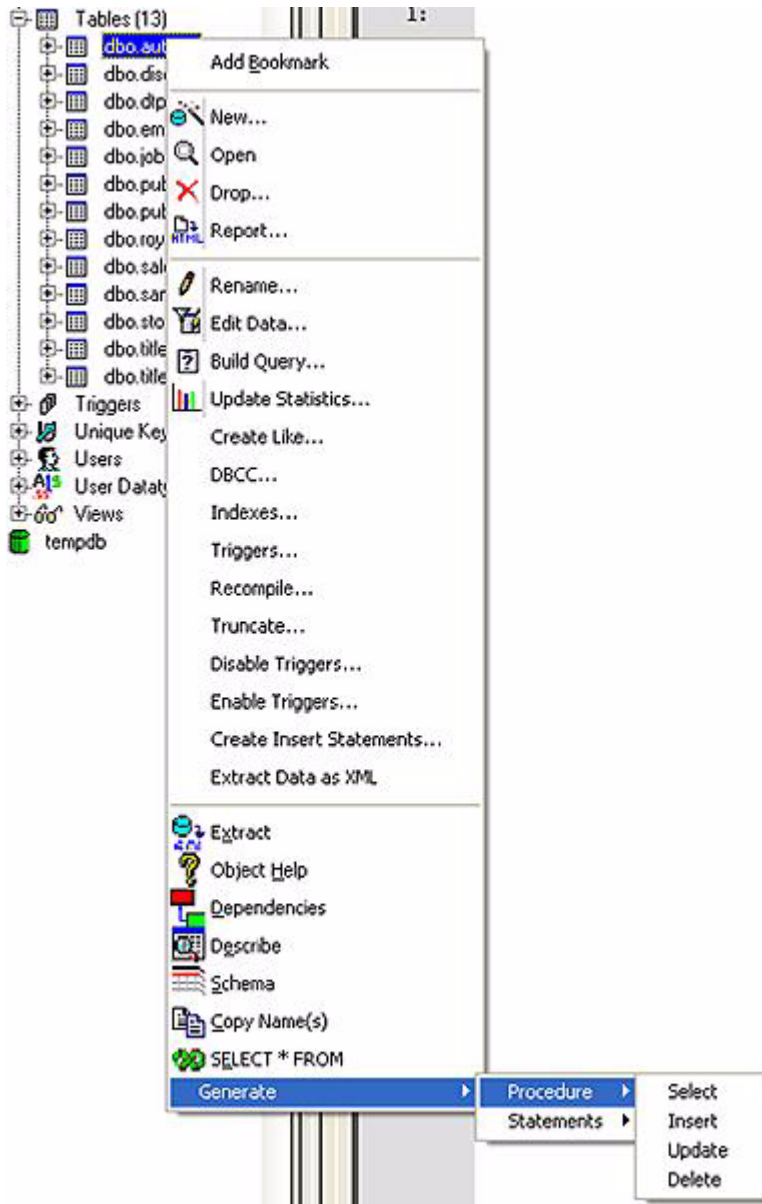 Tables (13)
dbo.aut
dbo.disc
dbo.dtp
dbo.em
dbo.job
dbo.pub
dbo.pub
dbo.roy
dbo.sale
dbo.sa
dbo.sto
dbo.title
dbo.title
Triggers
Unique Key
Users
User Dataty
Views
tempdb
1:
Add Bookmark
New...
Open
Drop...
Report...
Rename...
Edit Data...
Build Query...
Update Statistics...
Create Like...
DBCC...
Indexes...
Triggers...
Recompile...
Truncate...
Disable Triggers...
Enable Triggers...
Create Insert Statements...
Extract Data as XML
Extract
Object Help
Dependencies
Describe
Schema
Copy Name(s)
SELECT * FROM
Generate
Procedure
Statements
Select
Insert
Update
Delete